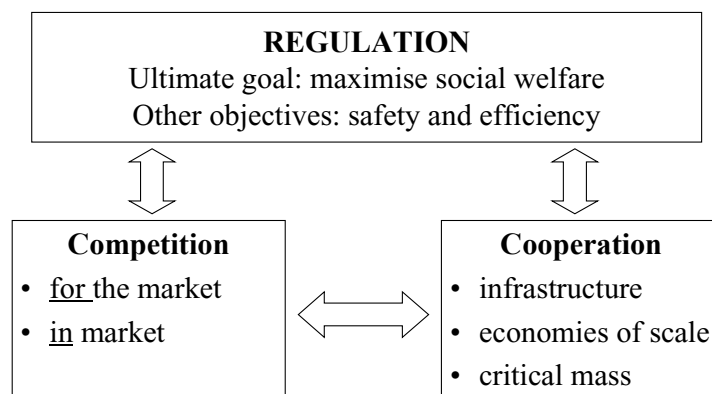 REGULATION
Ultimate goal: maximise social welfare
Other objectives: safety and efficiency
Competition
• for the market
• in market
Cooperation
• infrastructure
• economies of scale
• critical mass